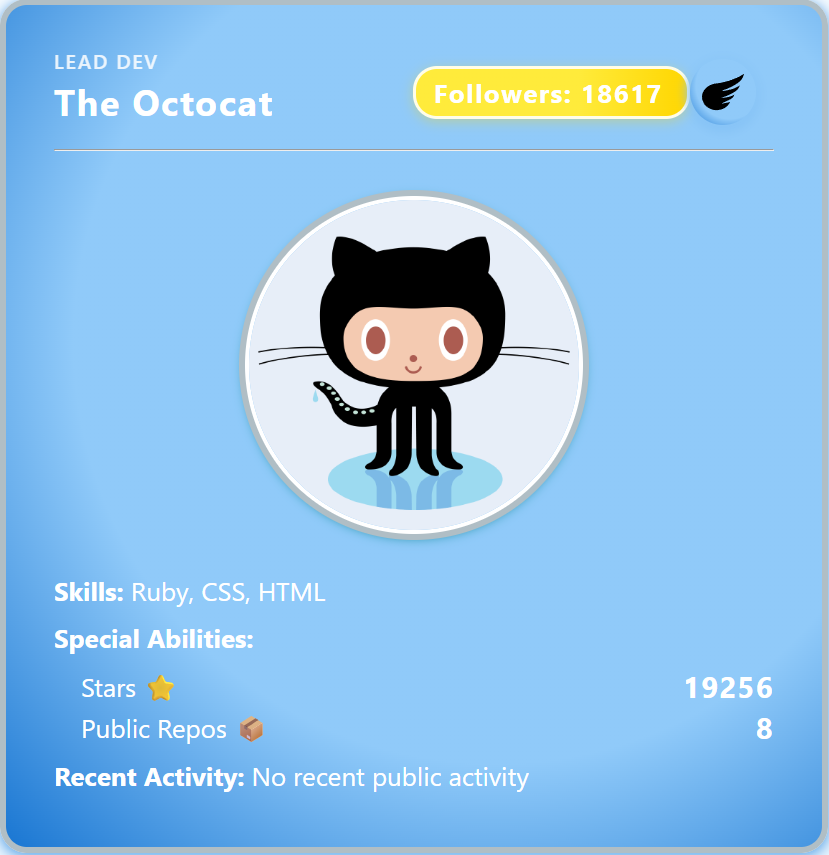 LEAD DEV
The Octocat
Followers: 18617
Skills: Ruby, CSS, HTML
Special Abilities:
Stars ⭐ 19256
Public Repos 📦 8
Recent Activity: No recent public activity